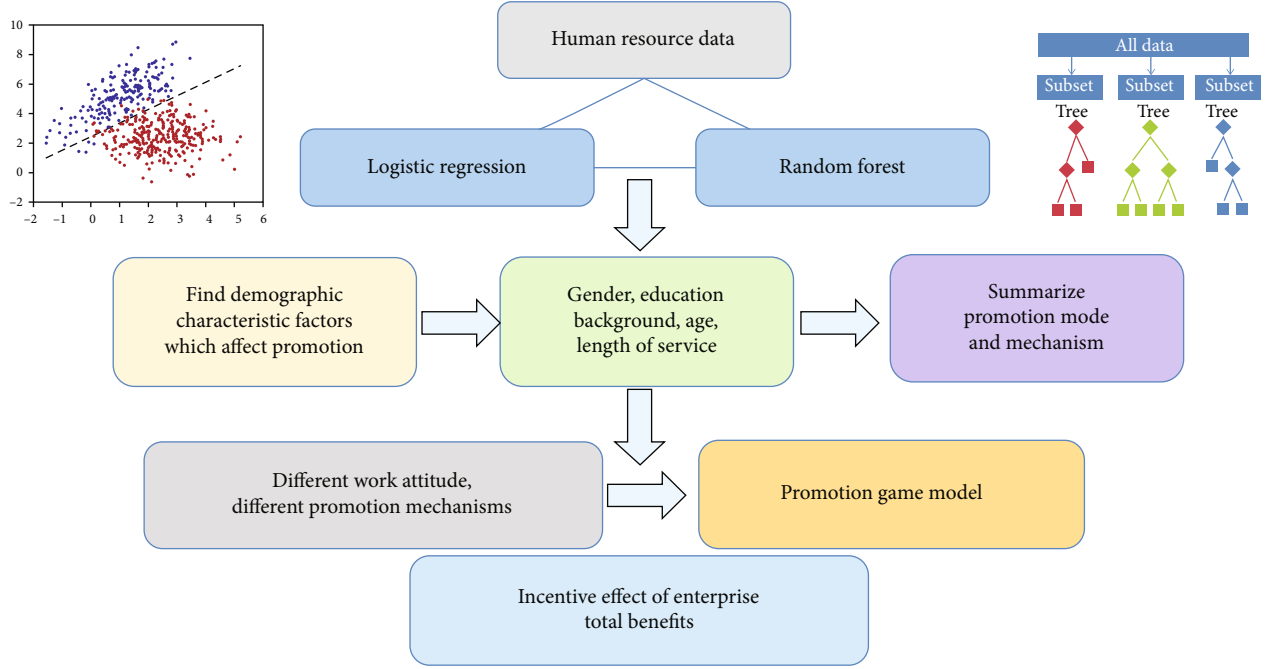 10
8
6
4
2
0
–2
–2
–1
0
1
2
3
4
5
6
Human resource data
All data
Subset
Subset
Subset
Tree
Tree
Tree
Logistic regression
Random forest
Find demographic
characteristic factors
which affect promotion
Gender, education
background, age,
length of service
Summarize
promotion mode
and mechanism
Different work attitude,
different promotion mechanisms
Promotion game model
Incentive effect of enterprise
total benefits